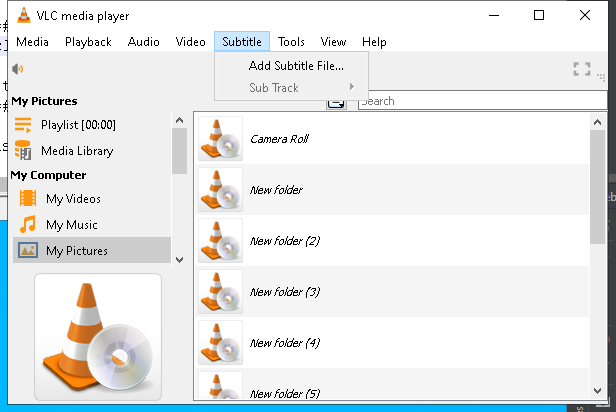 VLC media player
Media Playback Audio Video Subtitle Tools View Help
Add Subtitle File...
Sub Track
My Pictures
Search
Playlist [00:00]
Media Library
My Computer
My Videos
My Music
My Pictures
Camera Roll
New folder
New folder (2)
New folder (3)
New folder (4)
New folder (5)